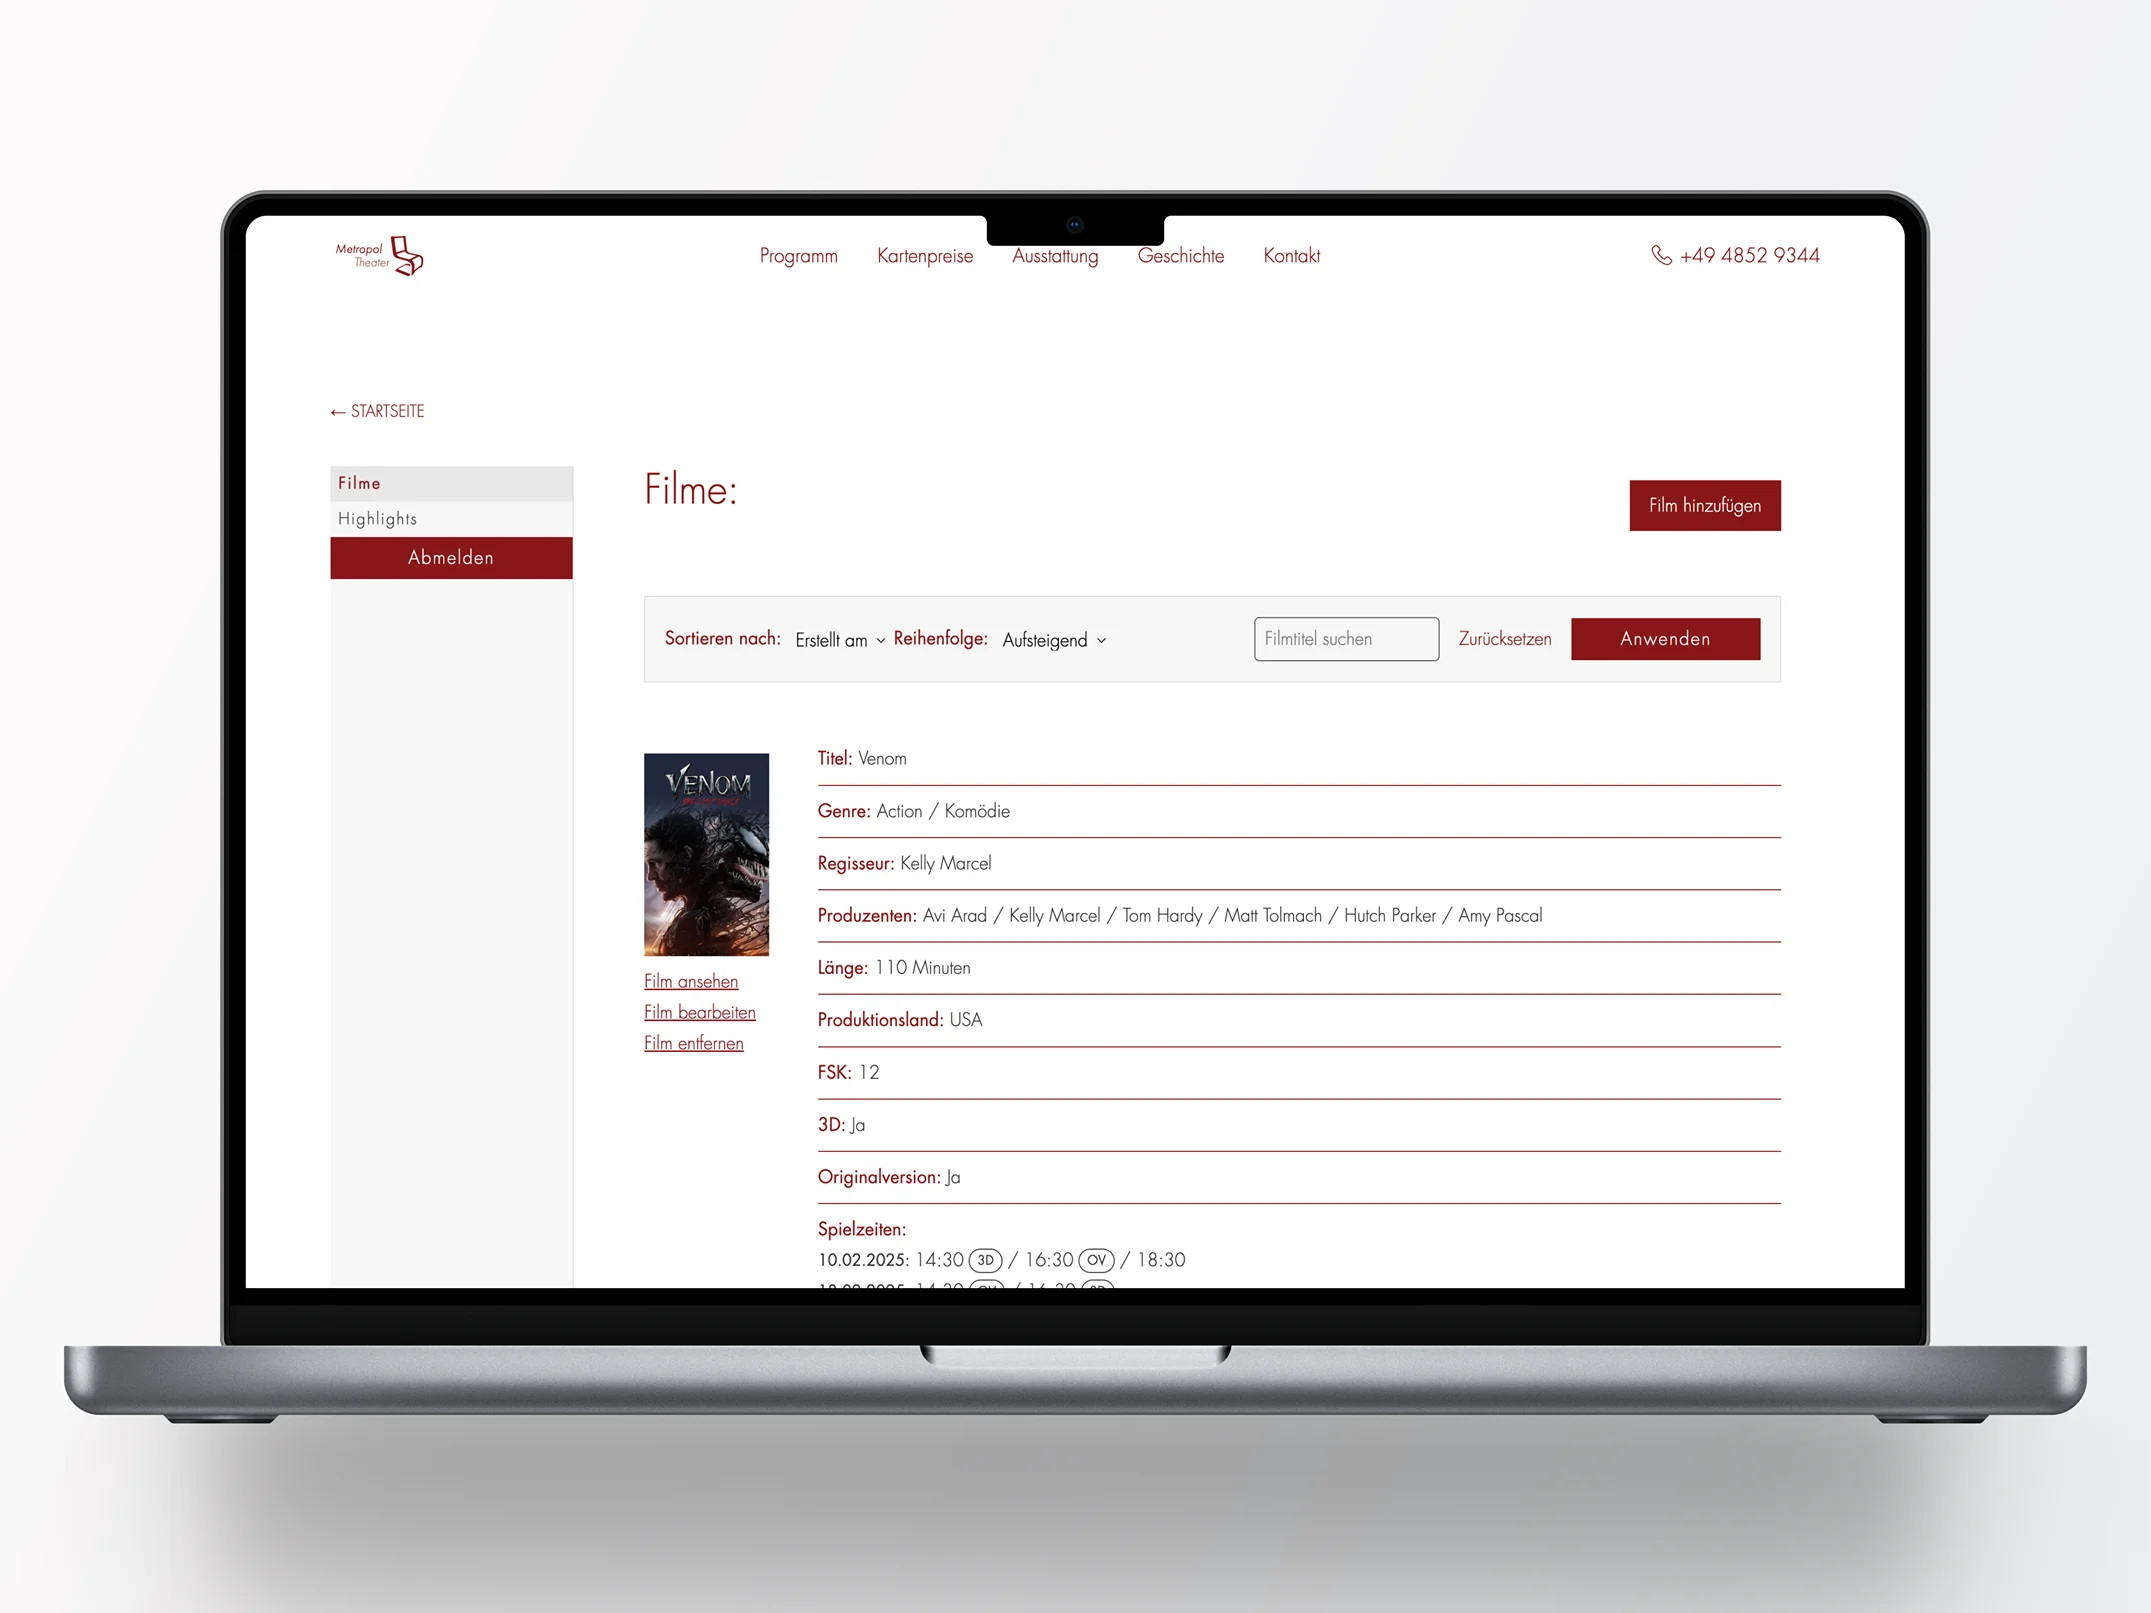 Metropol
Theater
Programm Kartenpreise Ausstattung Geschichte Kontakt
+49 4852 9344
← STARTSEITE
Filme
Highlights
Abmelden
Filme:
Film hinzufügen
Sortieren nach: Erstellt am Reihenfolge: Aufsteigend
Filmtitel suchen Zurücksetzen Anwenden
VENOM
Film ansehen
Film bearbeiten
Film entfernen
Titel: Venom
Genre: Action / Komödie
Regisseur: Kelly Marcel
Produzenten: Avi Arad / Kelly Marcel / Tom Hardy / Matt Tolmach / Hutch Parker / Amy Pascal
Länge: 110 Minuten
Produktionsland: USA
FSK: 12
3D: Ja
Originalversion: Ja
Spielzeiten:
10.02.2025: 14:30 3D / 16:30 OV / 18:30